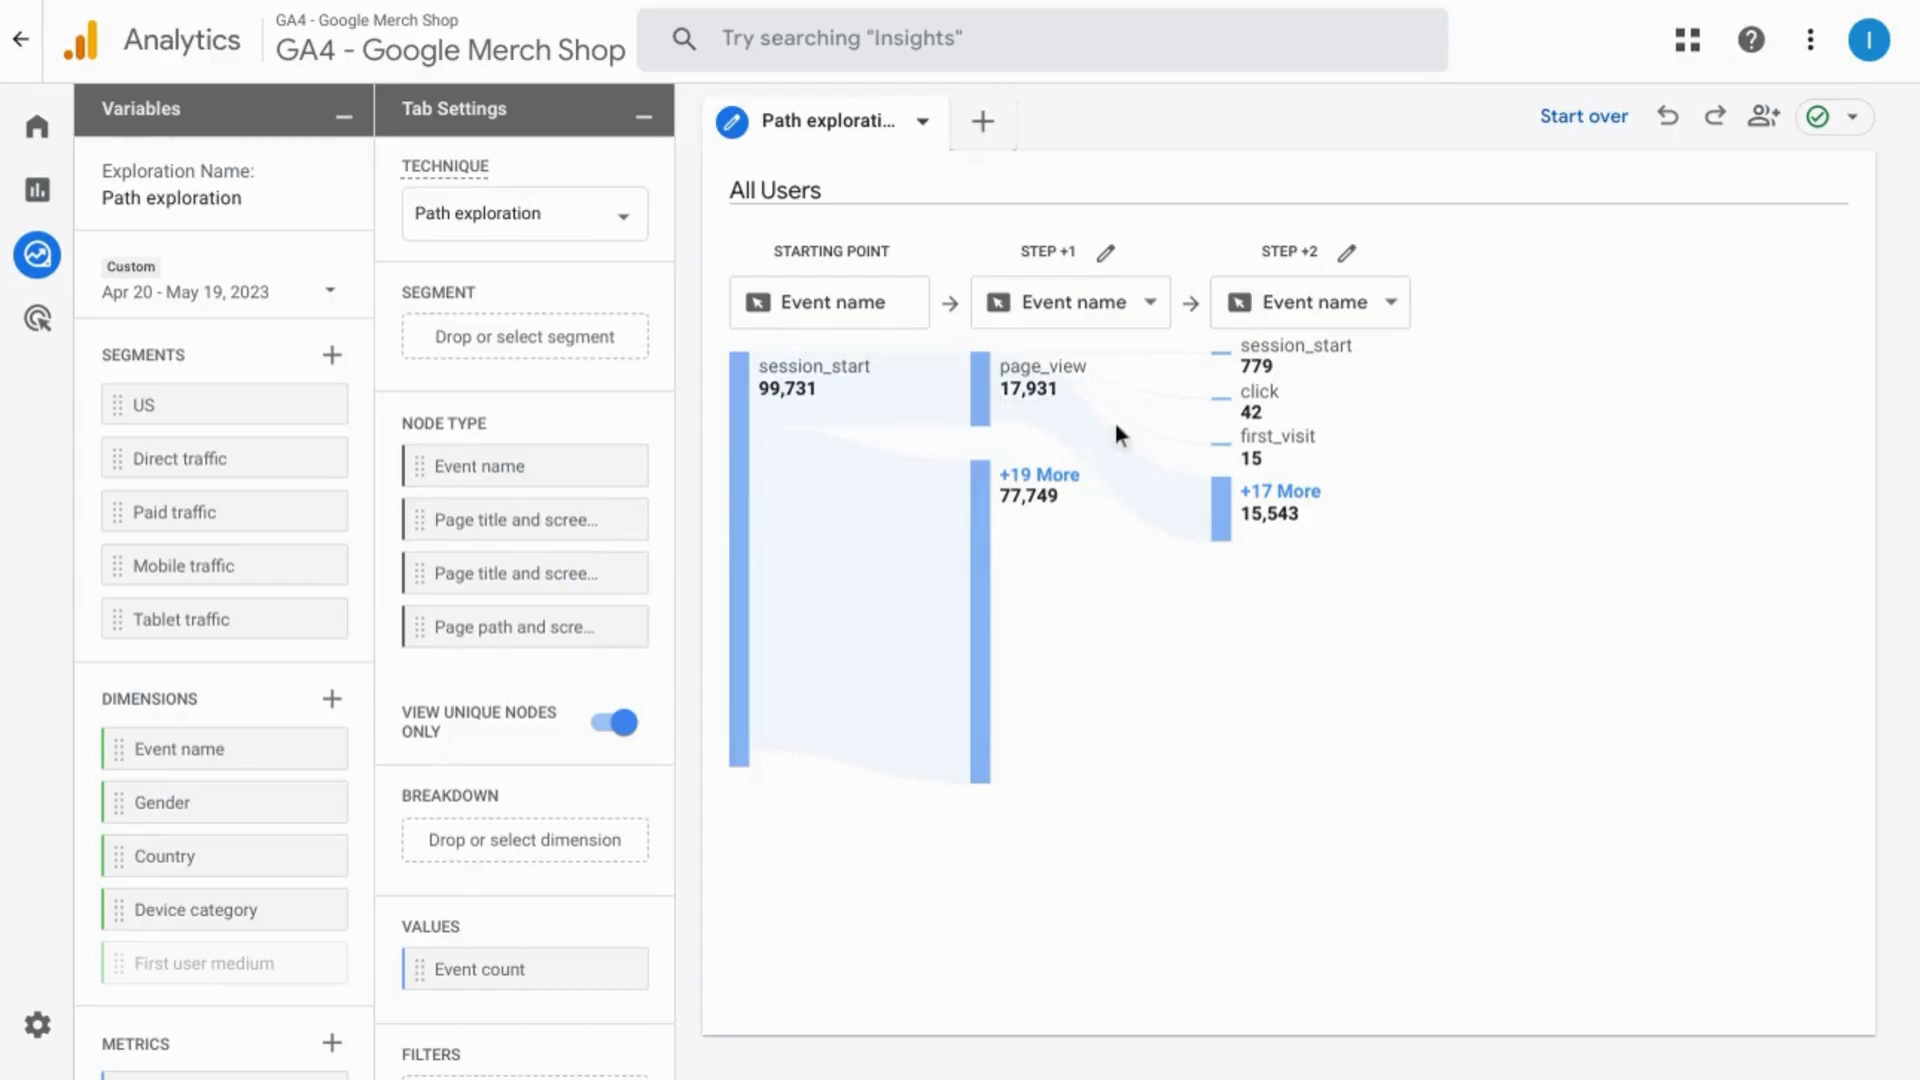 GA4 - Google Merch Shop
Analytics
GA4 - Google Merch Shop
Try searching "Insights"
I
Variables
Exploration Name:
Path exploration
Custom
Apr 20 - May 19, 2023
SEGMENTS
US
Direct traffic
Paid traffic
Mobile traffic
Tablet traffic
DIMENSIONS
Event name
Gender
Country
Device category
First user medium
METRICS
Tab Settings
TECHNIQUE
Path exploration
SEGMENT
Drop or select segment
NODE TYPE
Event name
Page title and scree...
Page title and scree...
Page path and scre...
VIEW UNIQUE NODES
ONLY
BREAKDOWN
Drop or select dimension
VALUES
Event count
FILTERS
Path explorati...
Start over
All Users
STARTING POINT
STEP +1
STEP +2
Event name
Event name
Event name
session_start
99,731
page_view
17,931
+19 More
77,749
session_start
779
click
42
first_visit
15
+17 More
15,543